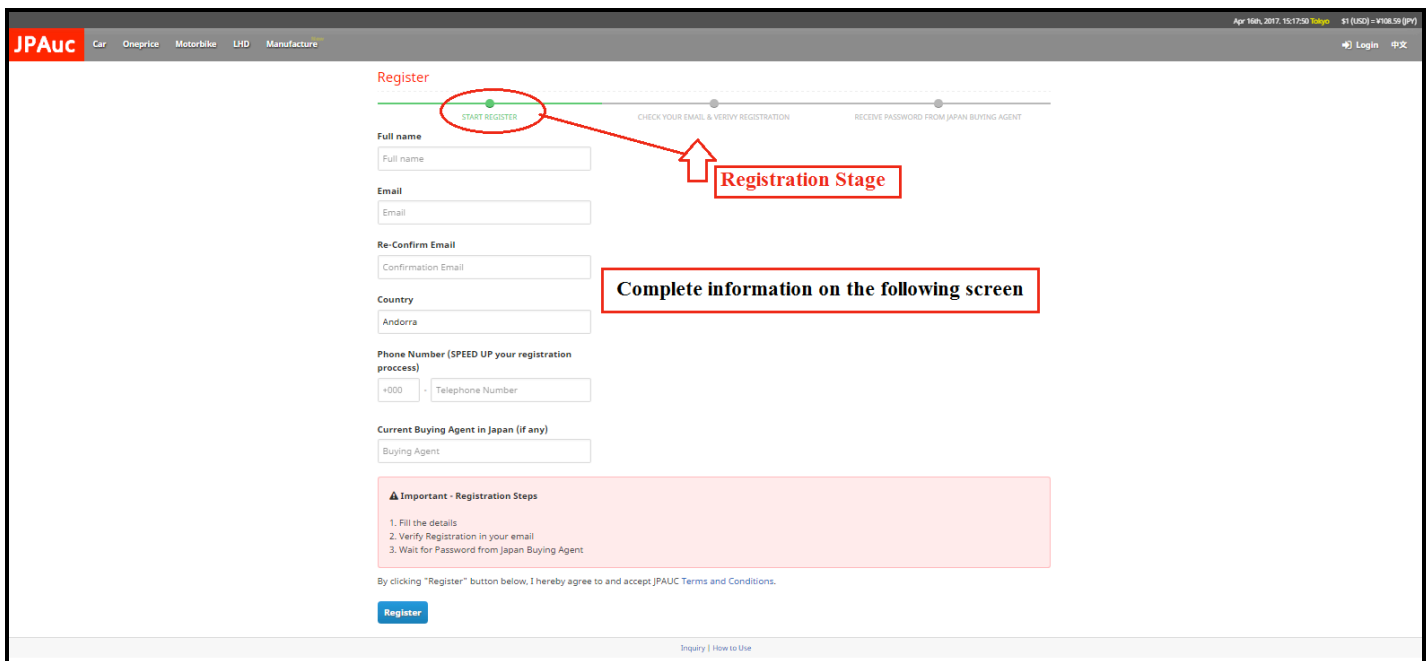 Apr 16th, 2017. 15:17:50 Tokyo $1 (USD) = ¥108.59 (JPY)
JPAuc Car Oneprice Motorbike LHD Manufacture Login 中文
Register
START REGISTER CHECK YOUR EMAIL & VERIVY REGISTRATION RECEIVE PASSWORD FROM JAPAN BUYING AGENT
Full name
Full name
Registration Stage
Email
Email
Re-Confirm Email
Confirmation Email
Complete information on the following screen
Country
Andorra
Phone Number (SPEED UP your registration
proccess)
+000 - Telephone Number
Current Buying Agent in Japan (if any)
Buying Agent
Important - Registration Steps
1. Fill the details
2. Verify Registration in your email
3. Wait for Password from Japan Buying Agent
By clicking "Register" button below, I hereby agree to and accept JPAUC Terms and Conditions.
Register
Inquiry | How to Use